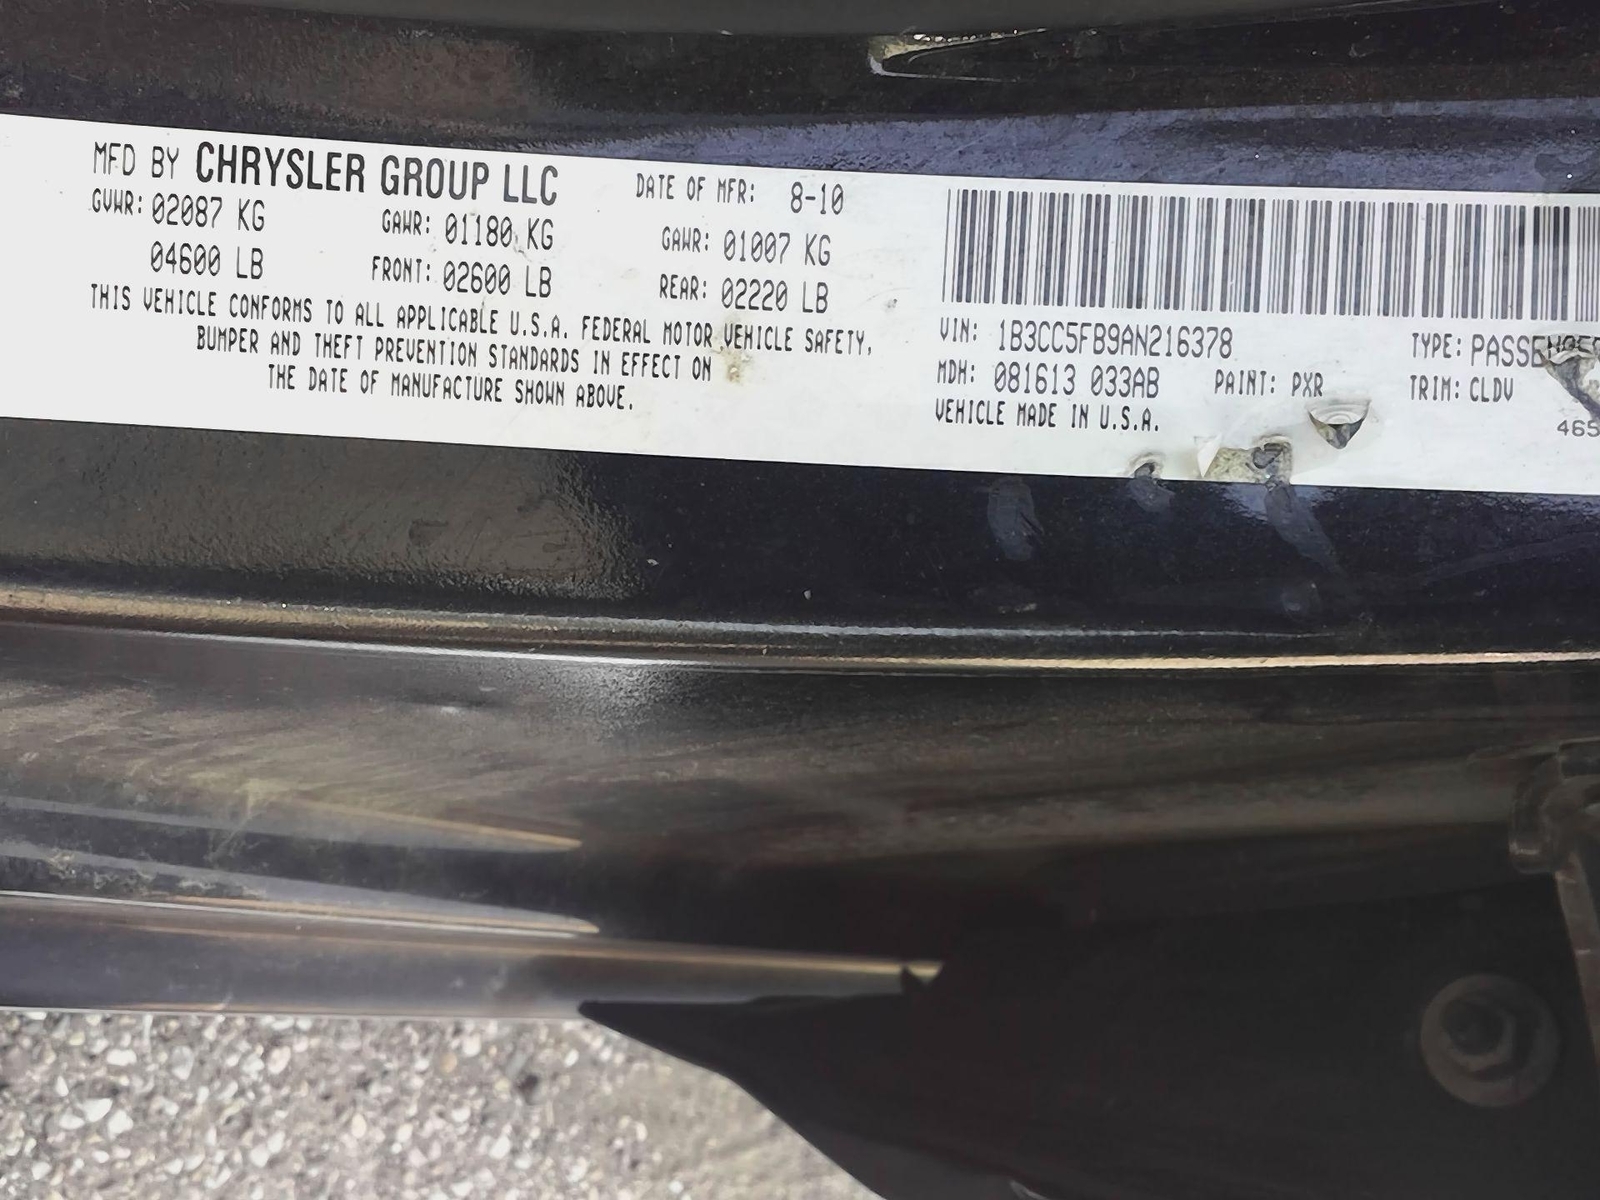 MFD BY CHRYSLER GROUP LLC
DATE OF MFR: 8-10
GVWR: 02087 KG
GAWR: 01180 KG
GAWR: 01007 KG
04600 LB
FRONT: 02600 LB
REAR: 02220 LB
THIS VEHICLE CONFORMS TO ALL APPLICABLE U.S.A. FEDERAL MOTOR VEHICLE SAFETY,
BUMPER AND THEFT PREVENTION STANDARDS IN EFFECT ON
THE DATE OF MANUFACTURE SHOWN ABOVE.
VIN: 1B3CC5FB9AN216378
TYPE:
MDH: 081613 033AB
PAINT: PXR
TRIM: CLDV
VEHICLE MADE IN U.S.A.
465